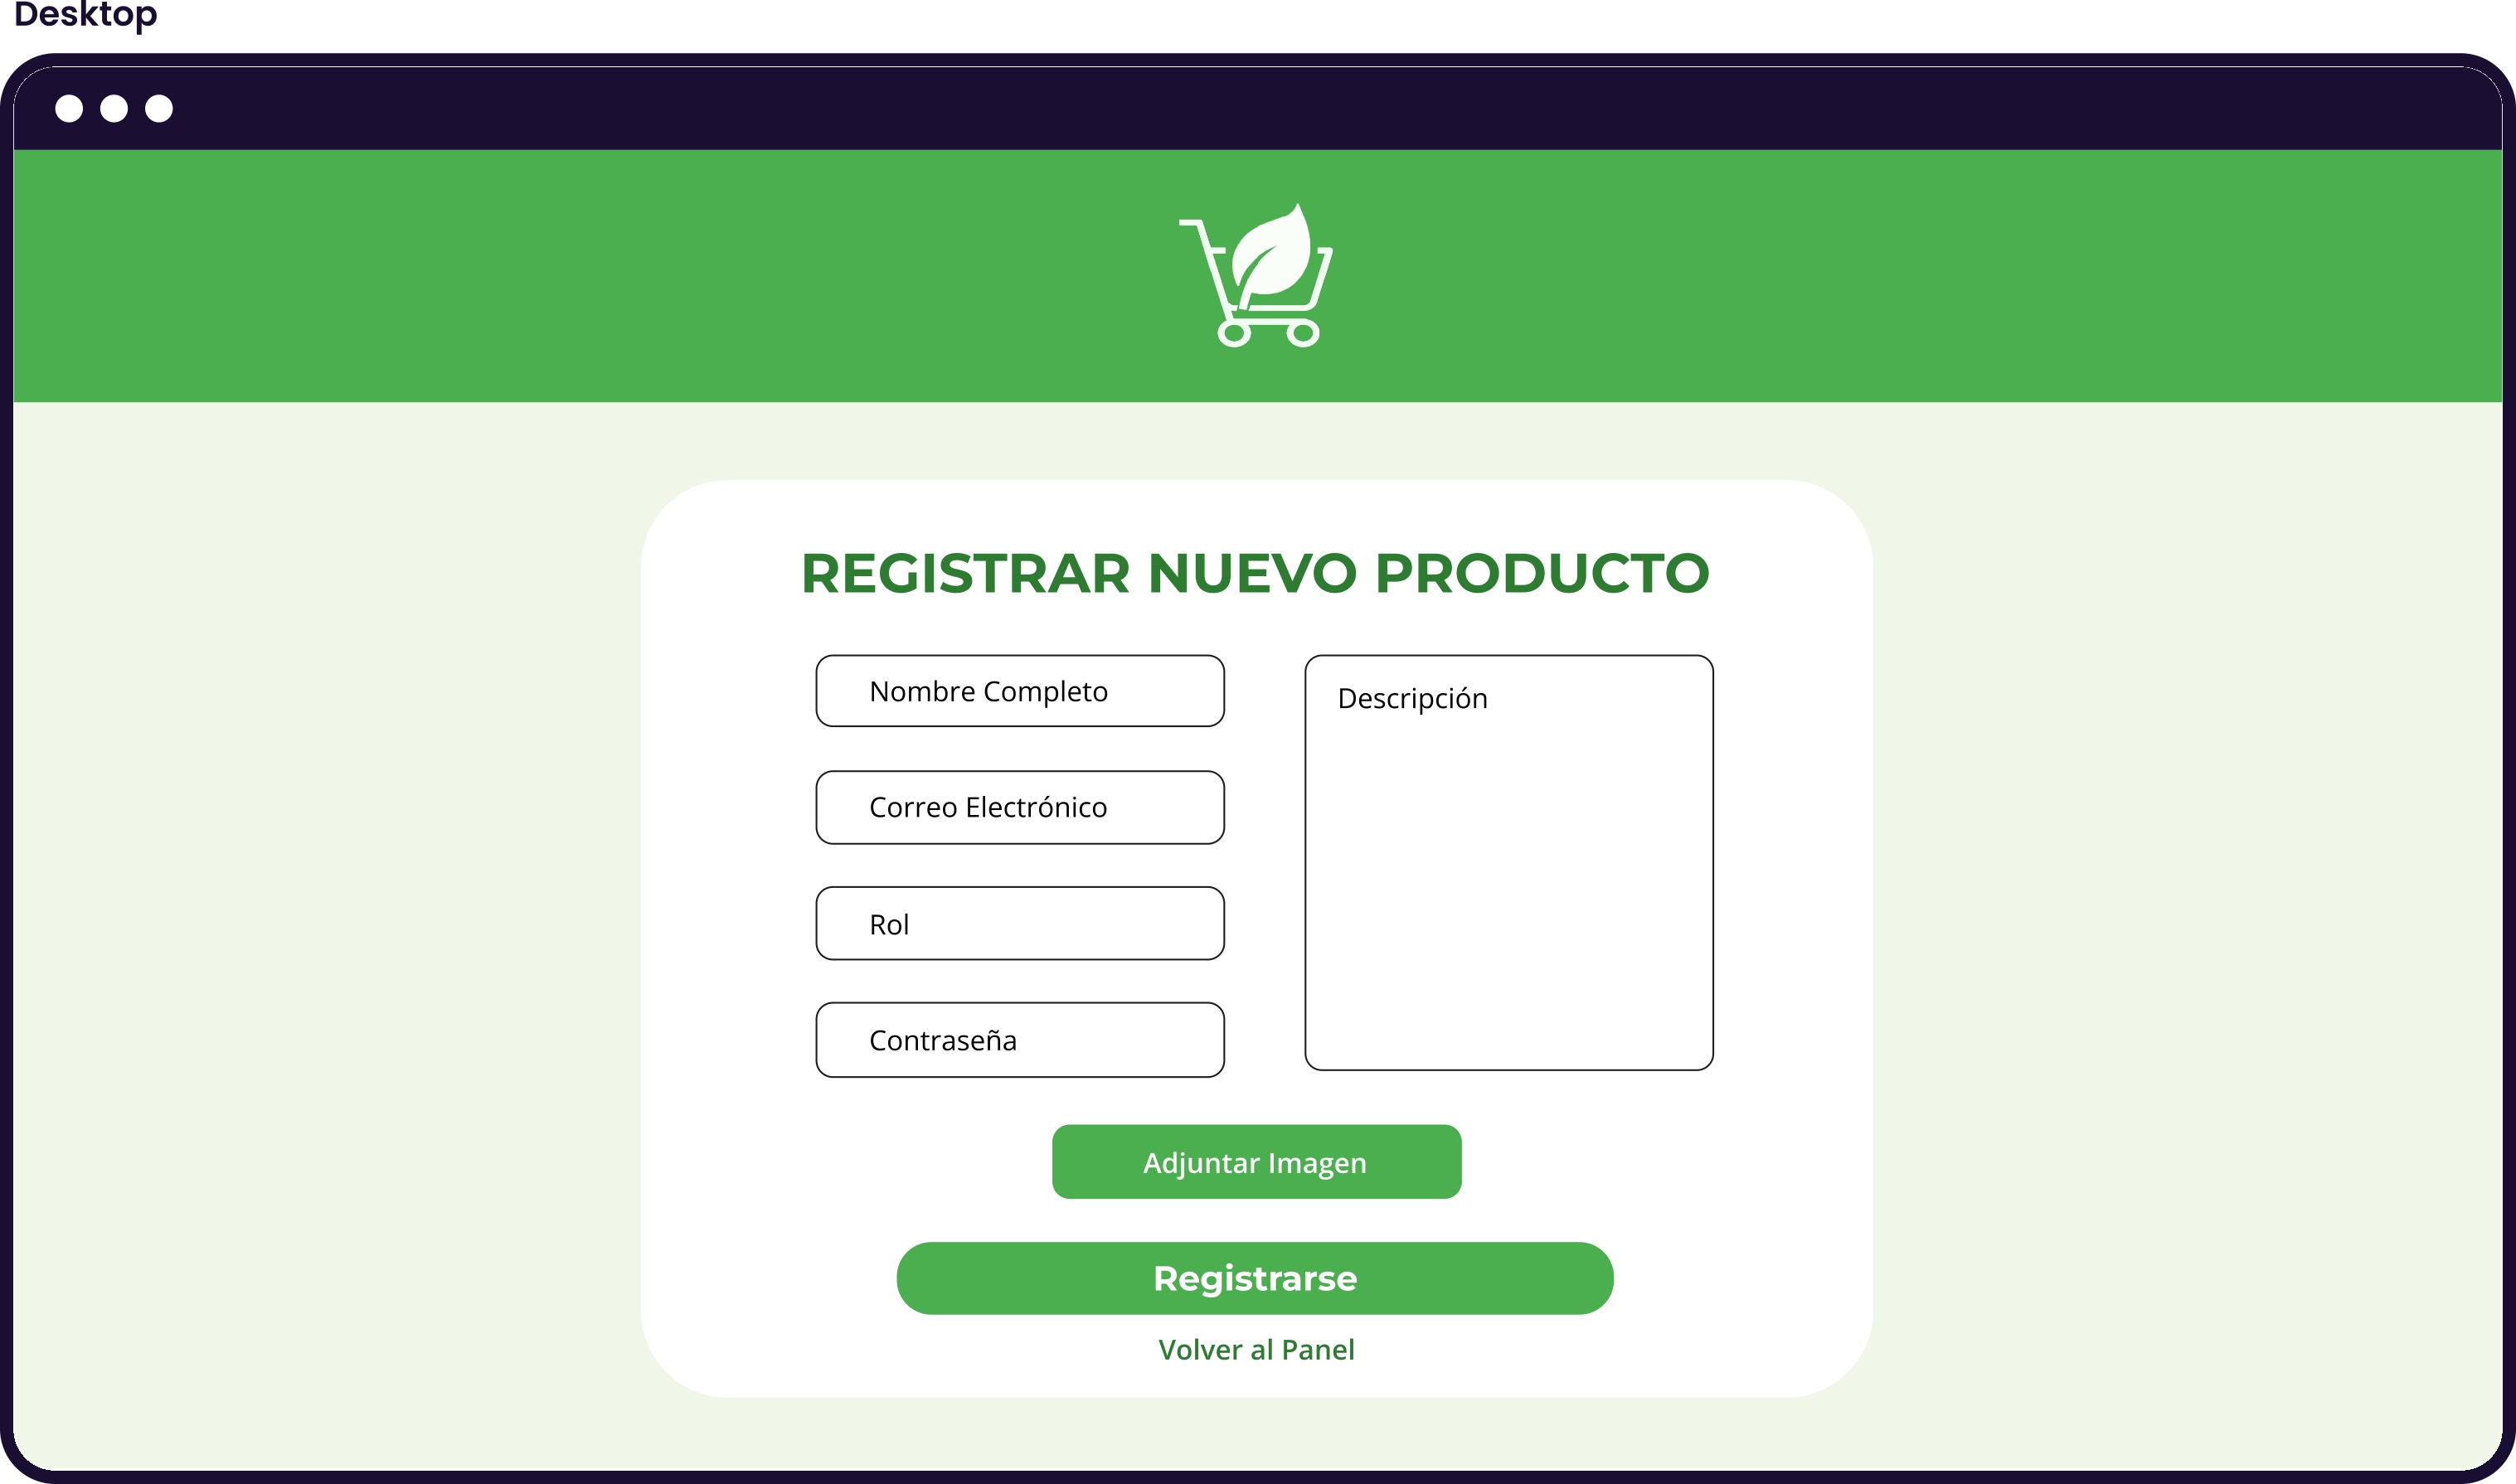 Desktop
REGISTRAR NUEVO PRODUCTO
Nombre Completo
Correo Electrónico
Rol
Contraseña
Descripción
Adjuntar Imagen
Registrarse
Volver al Panel